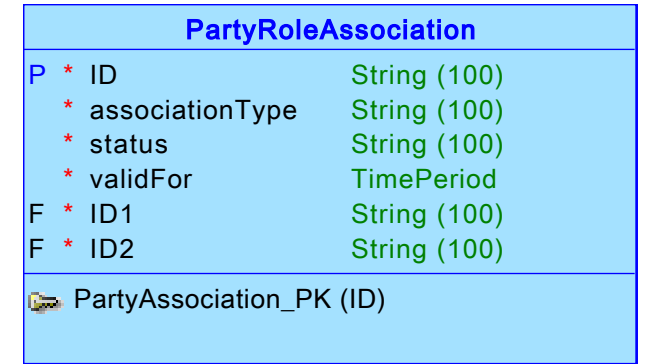 PartyRoleAssociation
P * ID String (100)
* associationType String (100)
* status String (100)
* validFor TimePeriod
F * ID1 String (100)
F * ID2 String (100)
PartyAssociation_PK (ID)